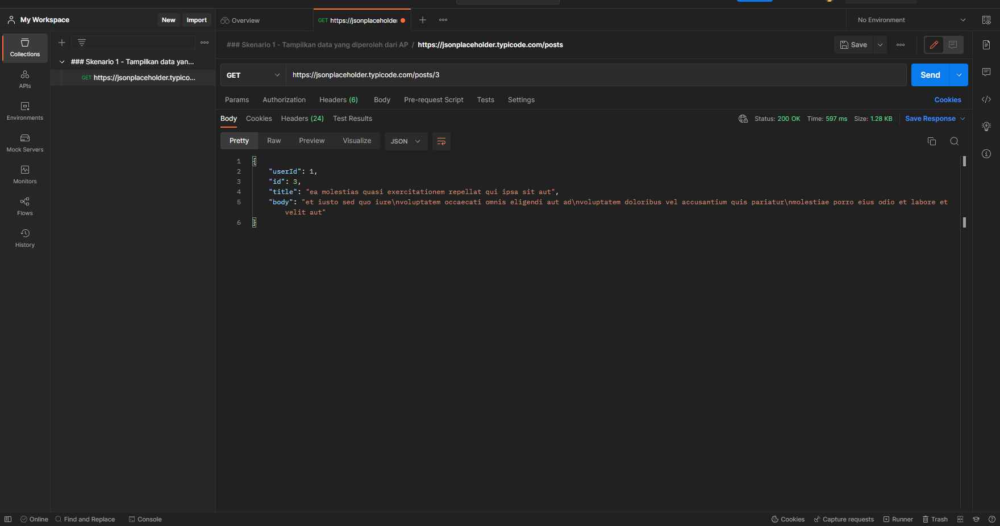 My Workspace
New
Import
Overview
GET https://jsonplaceholder
No Environment
Collections
APIs
Environments
Mock Servers
Monitors
Flows
History
### Skenario 1 - Tampilkan data yan...
GET https://jsonplaceholder.typico...
### Skenario 1 - Tampilkan data yang diperoleh dari AP / https://jsonplaceholder.typicode.com/posts
Save
GET
https://jsonplaceholder.typicode.com/posts/3
Send
Params Authorization Headers (6) Body Pre-request Script Tests Settings
Cookies
Body Cookies Headers (24) Test Results
Status: 200 OK Time: 597 ms Size: 1.28 KB Save Response
Pretty Raw Preview Visualize JSON
1 {
2 "userId": 1,
3 "id": 3,
4 "title": "ea molestias quasi exercitationem repellat qui ipsa sit aut",
5 "body": "et iusto sed quo iure\nvoluptatem occaecati omnis eligendi aut ad\nvoluptatem doloribus vel accusantium quis pariatur\nmolestiae porro eius odio et labore et
velit aut"
6 }
Online
Find and Replace
Console
Cookies
Capture requests
Runner
Trash